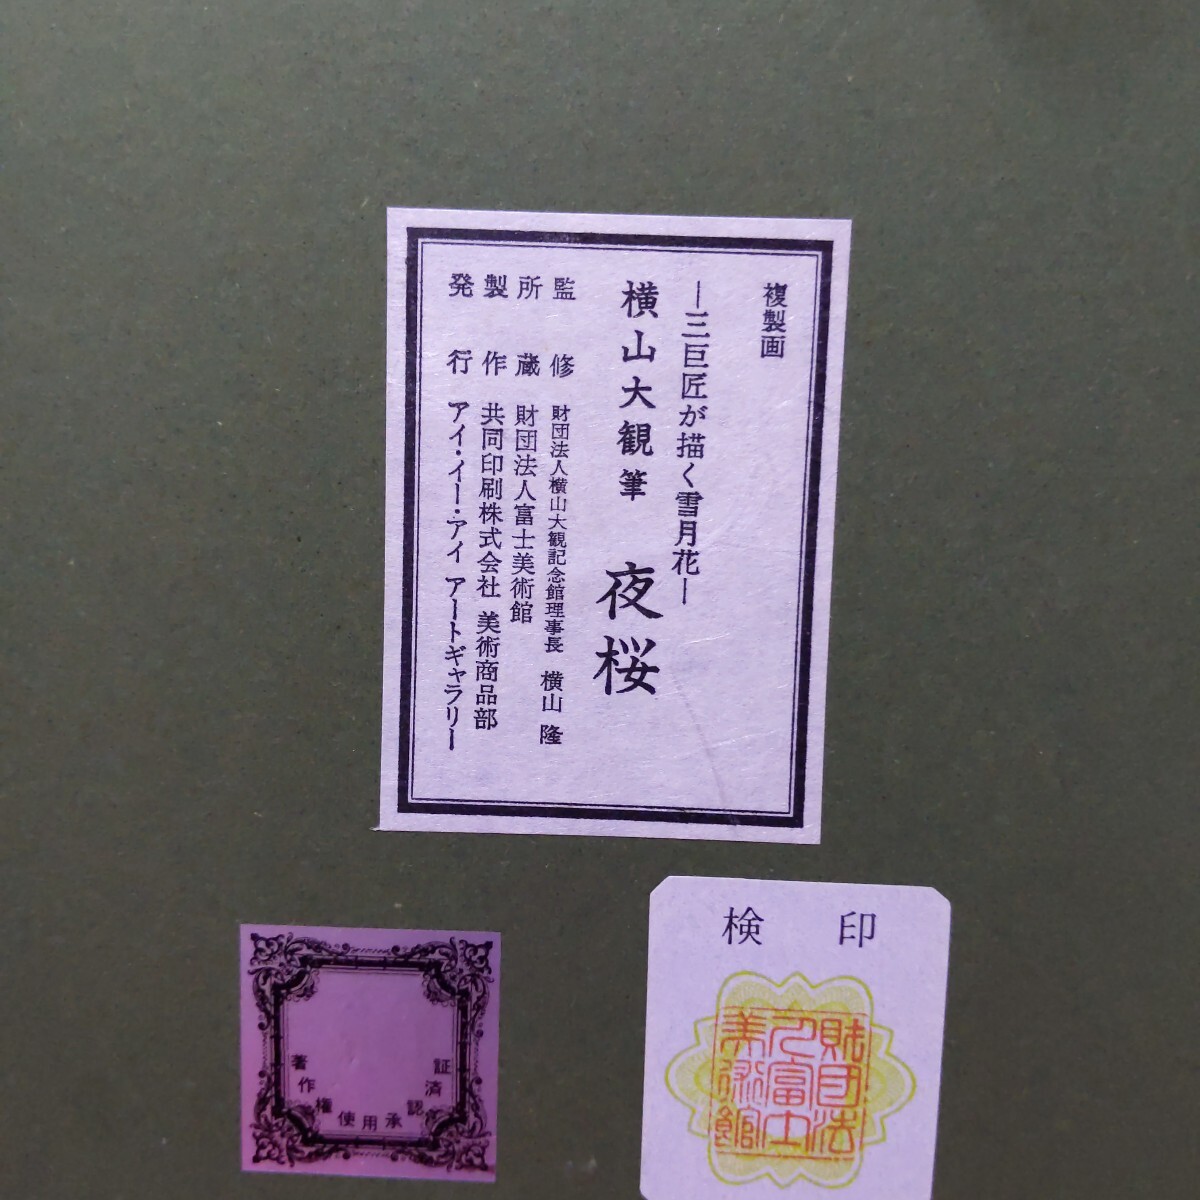 複製画
―三巨匠が描く雪月花―
横山大観筆 夜桜
監修 財団法人横山大観記念館理事長 横山 隆
所蔵 財団法人富士美術館
製作 共同印刷株式会社 美術商品部
発行 アイ・イー・アイ アートギャラリー
著作権使用承認済証
検 印
財団法
人富士
美術館